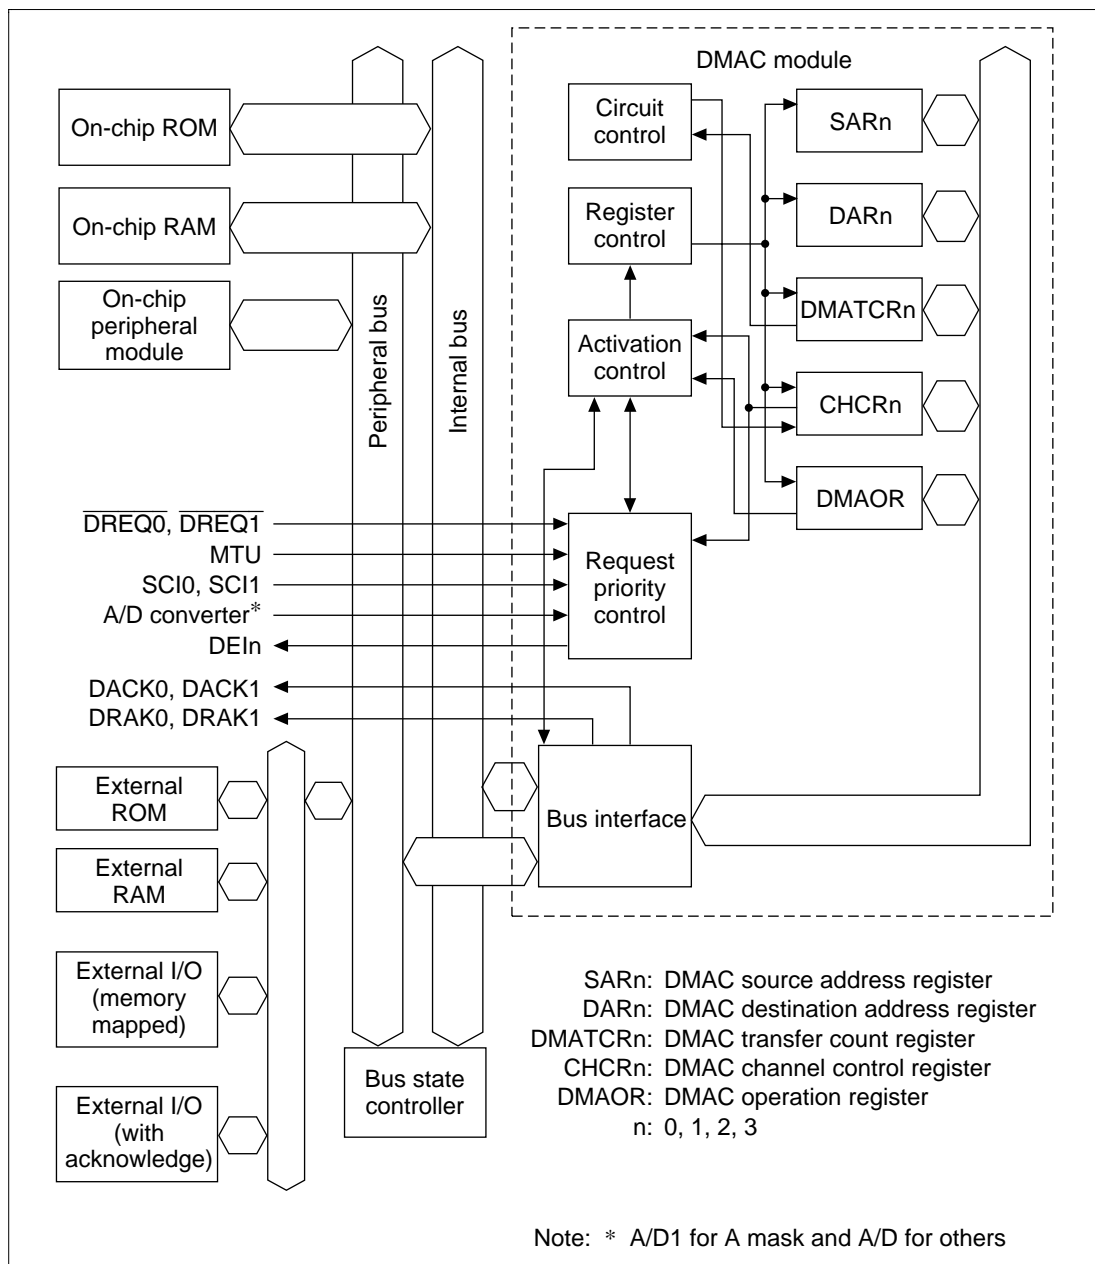 DMAC module
On-chip ROM
On-chip RAM
On-chip
peripheral
module
Peripheral bus
Internal bus
Circuit
control
Register
control
Activation
control
Request
priority
control
SARn
DARn
DMATCRn
CHCRn
DMAOR
DREQ0, DREQ1
MTU
SCI0, SCI1
A/D converter*
DEIn
DACK0, DACK1
DRAK0, DRAK1
External
ROM
External
RAM
External I/O
(memory
mapped)
External I/O
(with
acknowledge)
Bus interface
Bus state
controller
SARn: DMAC source address register
DARn: DMAC destination address register
DMATCRn: DMAC transfer count register
CHCRn: DMAC channel control register
DMAOR: DMAC operation register
n: 0, 1, 2, 3
Note: * A/D1 for A mask and A/D for others